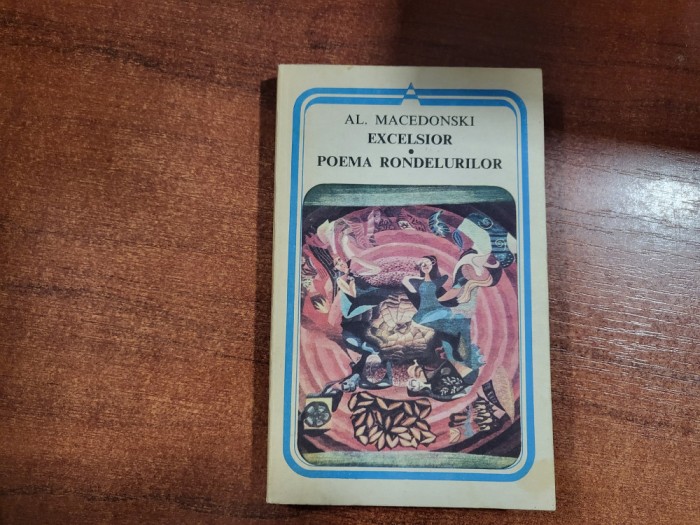 AL. MACEDONSKI
EXCELSIOR
•
POEMA RONDELURILOR